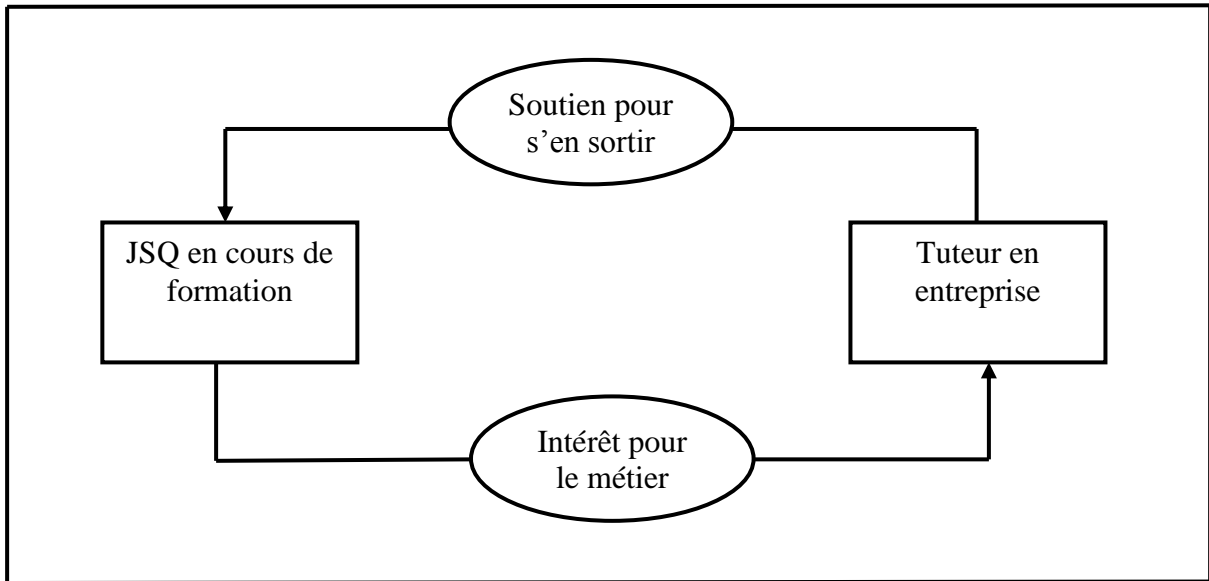 Soutien pour
s’en sortir
JSQ en cours de
formation
Tuteur en
entreprise
Intérêt pour
le métier